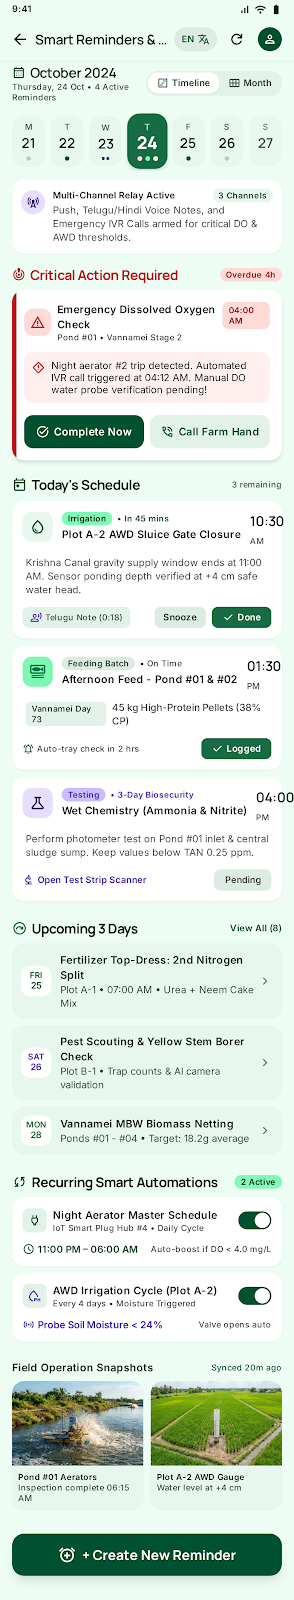 9:41
Smart Reminders & ...
EN
October 2024
Thursday, 24 Oct • 4 Active
Reminders
Timeline
Month
M
T
W
T
F
S
S
21
22
23
24
25
26
27
Multi-Channel Relay Active
3 Channels
Push, Telugu/Hindi Voice Notes, and
Emergency IVR Calls armed for critical DO &
AWD thresholds.
Critical Action Required
Overdue 4h
Emergency Dissolved Oxygen
Check
04:00
AM
Pond #01 • Vannamei Stage 2
Night aerator #2 trip detected. Automated
IVR call triggered at 04:12 AM. Manual DO
water probe verification pending!
Complete Now
Call Farm Hand
Today's Schedule
3 remaining
Irrigation
• In 45 mins
Plot A-2 AWD Sluice Gate Closure
10:30
AM
Krishna Canal gravity supply window ends at 11:00
AM. Sensor ponding depth verified at +4 cm safe
water head.
Telugu Note (0:18)
Snooze
Done
Feeding Batch
• On Time
Afternoon Feed - Pond #01 & #02
01:30
PM
Vannamei Day
73
45 kg High-Protein Pellets (38%
CP)
Auto-tray check in 2 hrs
Logged
Testing
• 3-Day Biosecurity
Wet Chemistry (Ammonia & Nitrite)
04:00
PM
Perform photometer test on Pond #01 inlet & central
sludge sump. Keep values below TAN 0.25 ppm.
Open Test Strip Scanner
Pending
Upcoming 3 Days
View All (8)
FRI
25
Fertilizer Top-Dress: 2nd Nitrogen
Split
Plot A-1 • 07:00 AM • Urea + Neem Cake
Mix
SAT
26
Pest Scouting & Yellow Stem Borer
Check
Plot B-1 • Trap counts & AI camera
validation
MON
28
Vannamei MBW Biomass Netting
Ponds #01 - #04 • Target: 18.2g average
Recurring Smart Automations
2 Active
Night Aerator Master Schedule
IoT Smart Plug Hub #4 • Daily Cycle
11:00 PM – 06:00 AM
Auto-boost if DO < 4.0 mg/L
AWD Irrigation Cycle (Plot A-2)
Every 4 days • Moisture Triggered
Probe Soil Moisture < 24%
Valve opens auto
Field Operation Snapshots
Synced 20m ago
Pond #01 Aerators
Inspection complete 06:15
AM
Plot A-2 AWD Gauge
Water level at +4 cm
+ Create New Reminder